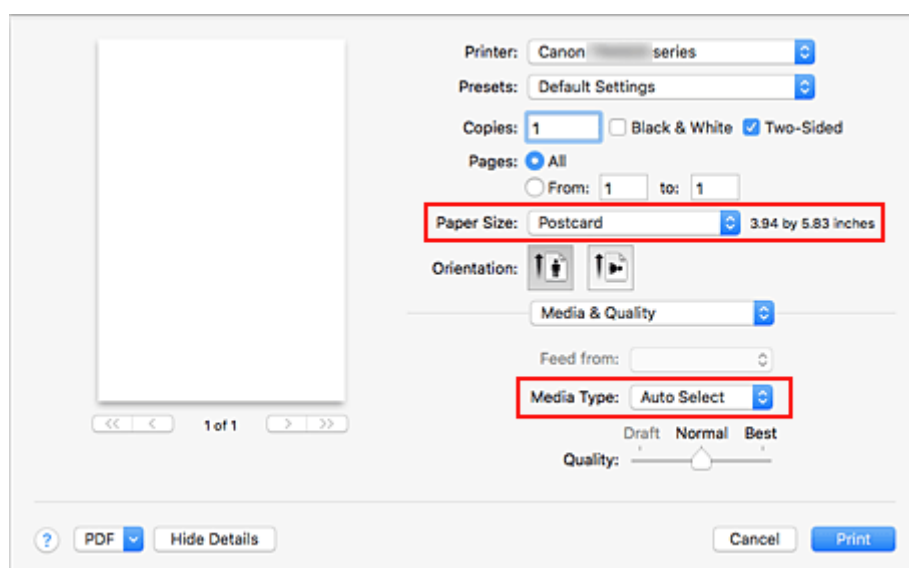 Printer: Canon series
Presets: Default Settings
Copies: 1 Black & White Two-Sided
Pages: All
From: 1 to: 1
Paper Size: Postcard 3.94 by 5.83 inches
Orientation:
Media & Quality
Feed from:
Media Type: Auto Select
1 of 1
Draft Normal Best
Quality:
? PDF Hide Details Cancel Print